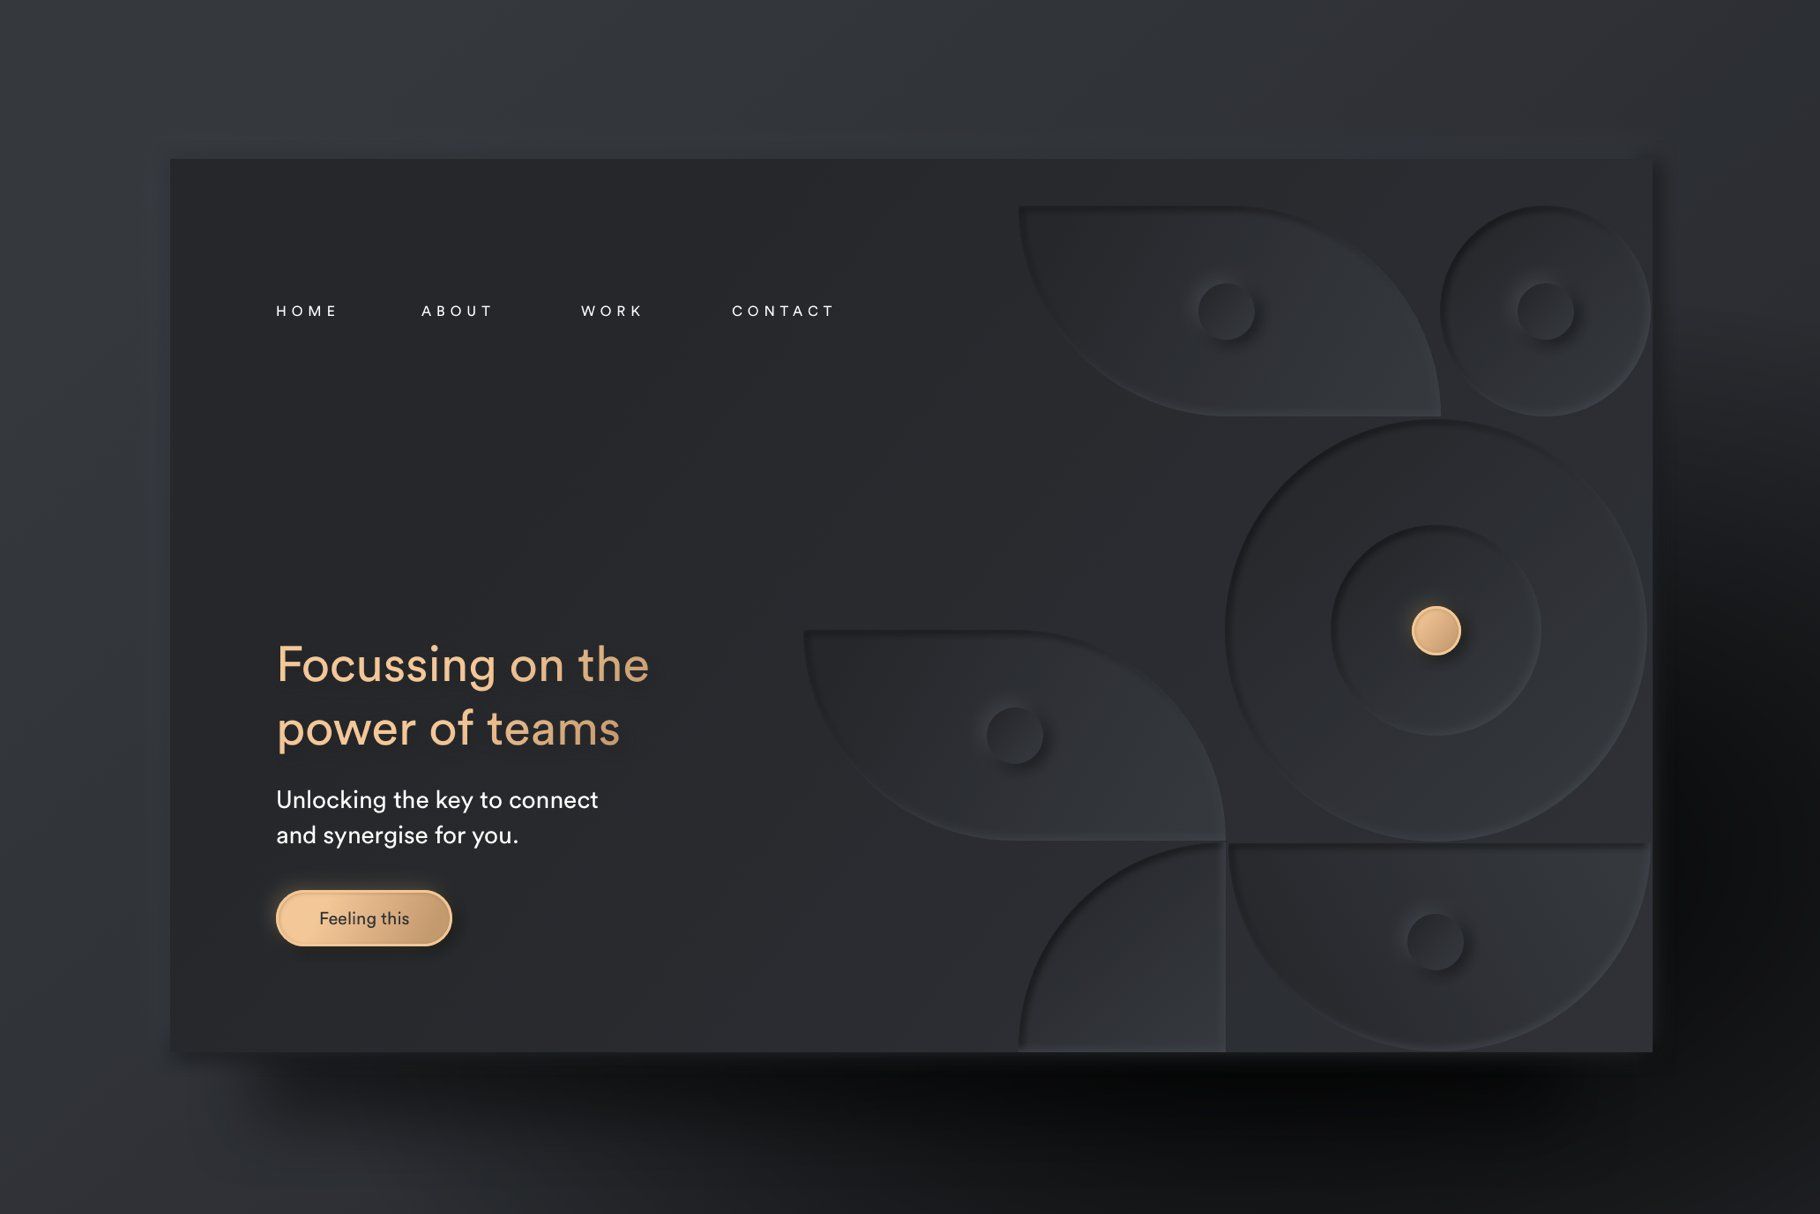 HOME ABOUT WORK CONTACT
Focussing on the
power of teams
Unlocking the key to connect
and synergise for you.
Feeling this